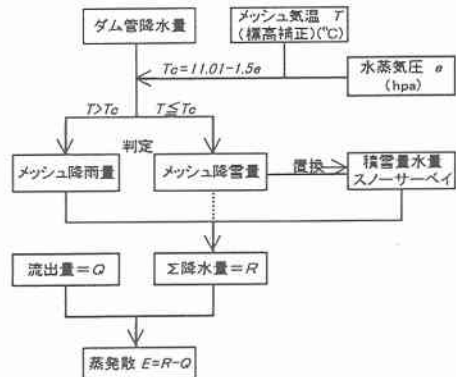 ダム管降水量
メッシュ気温 T
(標高補正)(℃)
Tc=11.01-1.5e
水蒸気圧 e
(hpa)
T>Tc
T≦Tc
判定
メッシュ降雨量
メッシュ降雪量
置換
積雪量水量
スノーサーベイ
流出量=Q
Σ降水量=R
蒸発散 E=R-Q